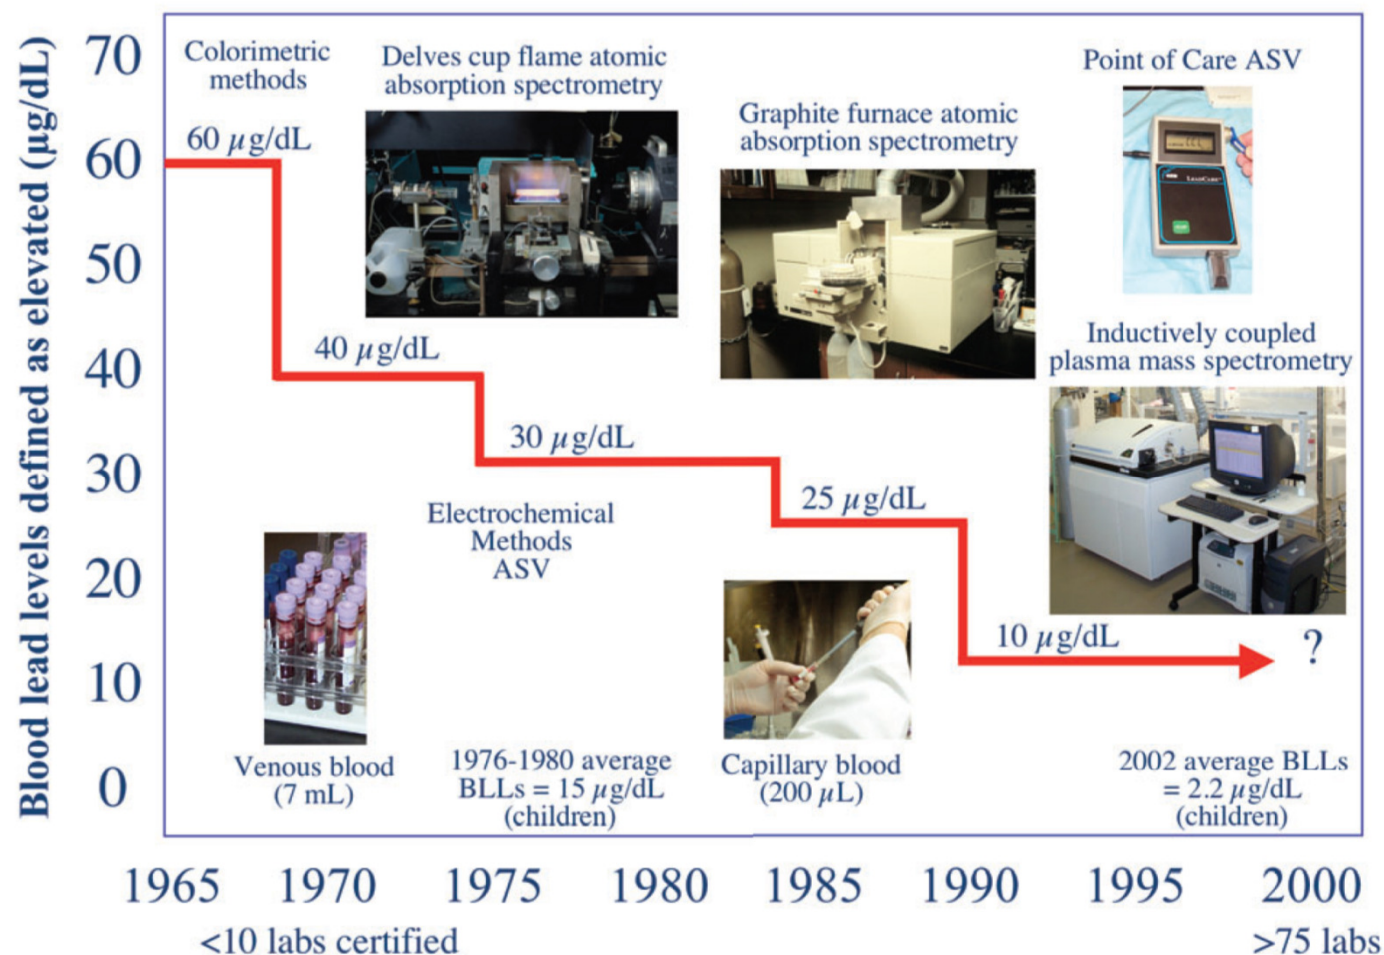 Blood lead levels defined as elevated (µg/dL)
70
60
50
40
30
20
10
0
Colorimetric
methods
60 µg/dL
Delves cup flame atomic
absorption spectrometry
Graphite furnace atomic
absorption spectrometry
Point of Care ASV
LEADCARE
Inductively coupled
plasma mass spectrometry
40 µg/dL
30 µg/dL
25 µg/dL
10 µg/dL
?
Electrochemical
Methods
ASV
Venous blood
(7 mL)
1976-1980 average
BLLs = 15 µg/dL
(children)
Capillary blood
(200 µL)
2002 average BLLs
= 2.2 µg/dL
(children)
1965 1970 1975 1980 1985 1990 1995 2000
<10 labs certified
>75 labs